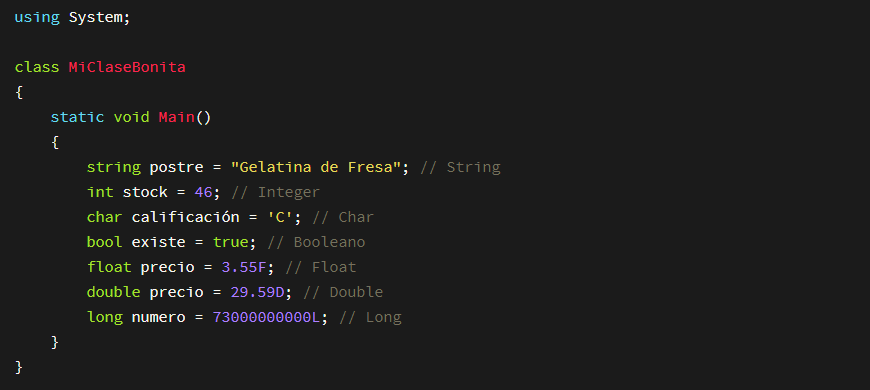 using System;
class MiClaseBonita
{
static void Main()
{
string postre = "Gelatina de Fresa"; // String
int stock = 46; // Integer
char calificación = 'C'; // Char
bool existe = true; // Booleano
float precio = 3.55F; // Float
double precio = 29.59D; // Double
long numero = 73000000000L; // Long
}
}